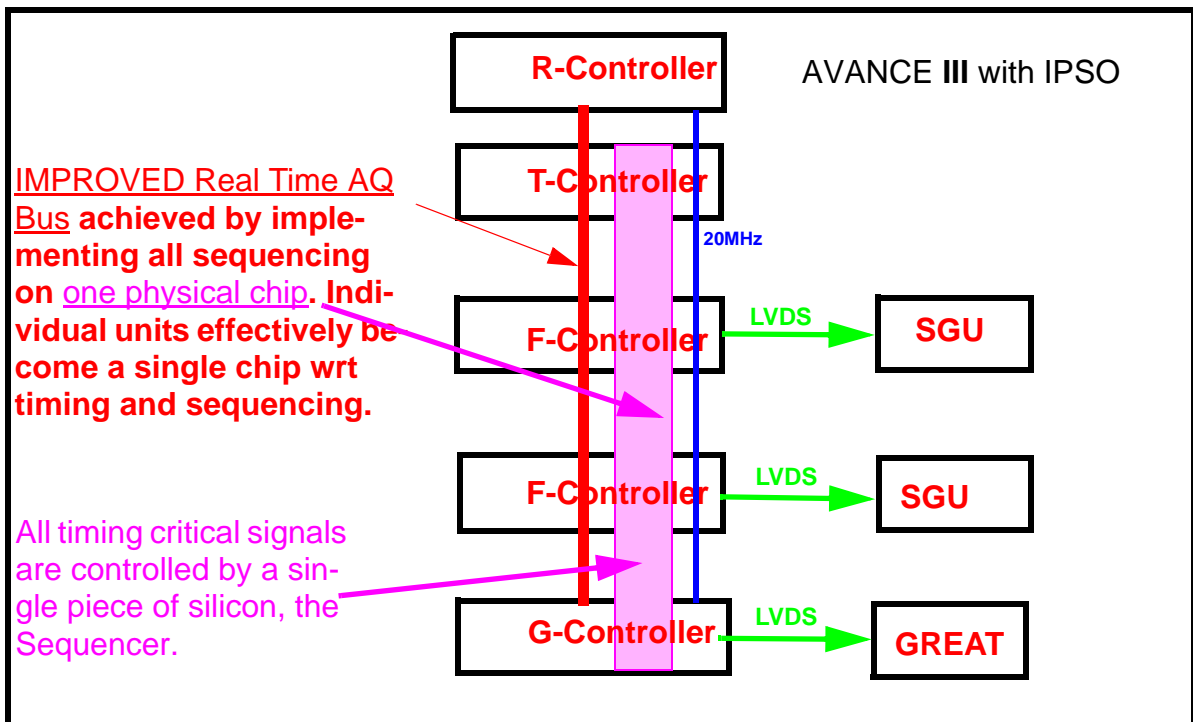 R-Controller
AVANCE III with IPSO
T-Controller
IMPROVED Real Time AQ
Bus achieved by imple-
menting all sequencing
on one physical chip. Indi-
vidual units effectively be-
come a single chip wrt
timing and sequencing.
20MHz
F-Controller
LVDS
SGU
F-Controller
LVDS
SGU
All timing critical signals
are controlled by a sin-
gle piece of silicon, the
Sequencer.
G-Controller
LVDS
GREAT